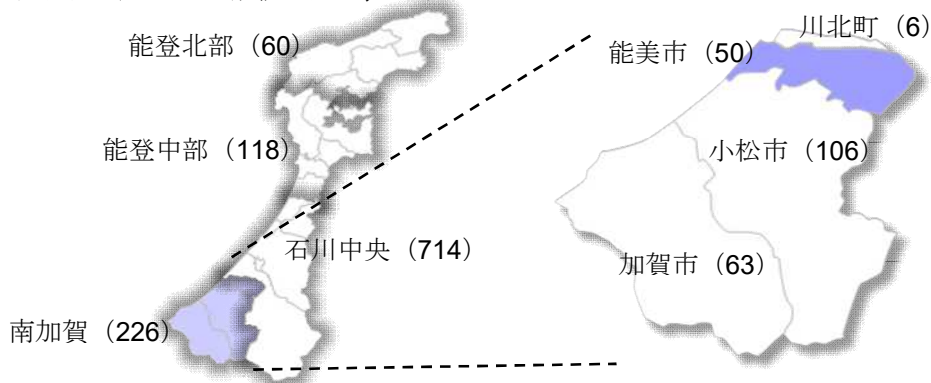 能登北部（60）
能登中部（118）
石川中央（714）
南加賀（226）
川北町（6）
能美市（50）
小松市（106）
加賀市（63）